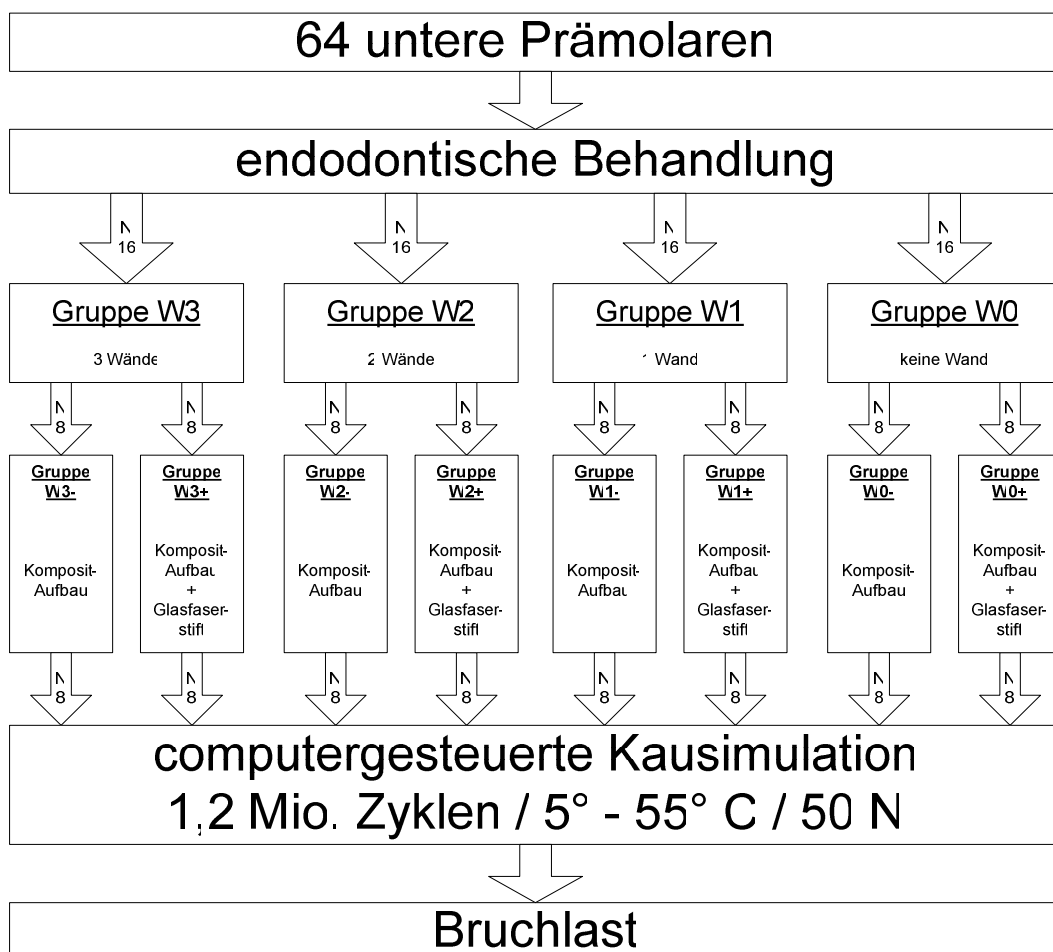 64 untere Prämolaren
endodontische Behandlung
N
16
N
16
N
16
N
16
Gruppe W3
3 Wände
Gruppe W2
2 Wände
Gruppe W1
1 Wand
Gruppe W0
keine Wand
N
8
N
8
N
8
N
8
N
8
N
8
N
8
N
8
Gruppe
W3-
Komposit-
Aufbau
Gruppe
W3+
Komposit-
Aufbau
+
Glasfaser-
stift
Gruppe
W2-
Komposit-
Aufbau
Gruppe
W2+
Komposit-
Aufbau
+
Glasfaser-
stift
Gruppe
W1-
Komposit-
Aufbau
Gruppe
W1+
Komposit-
Aufbau
+
Glasfaser-
stift
Gruppe
W0-
Komposit-
Aufbau
Gruppe
W0+
Komposit-
Aufbau
+
Glasfaser-
stift
N
8
N
8
N
8
N
8
N
8
N
8
N
8
N
8
computergesteuerte Kausimulation
1,2 Mio. Zyklen / 5° - 55° C / 50 N
Bruchlast